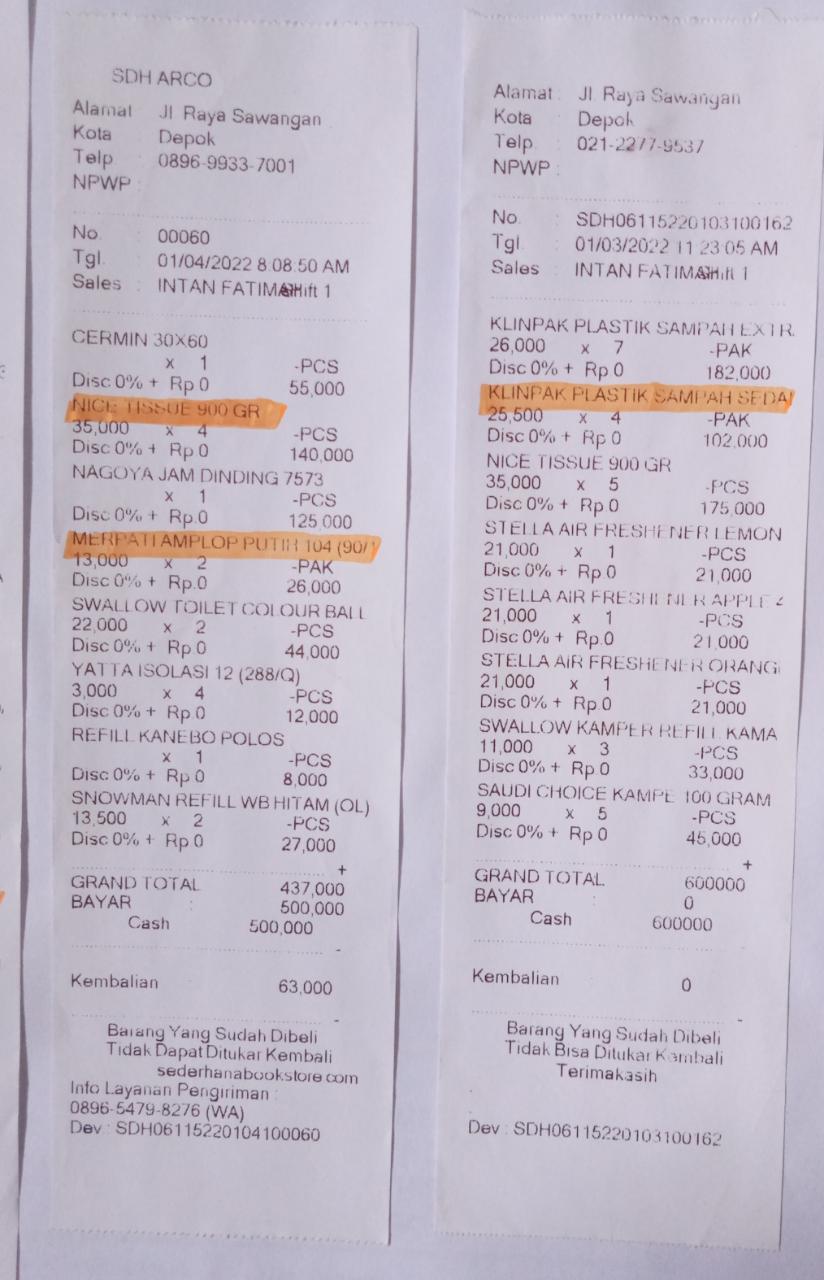 SDH ARCO
Alamat Jl. Raya Sawangan
Kota Depok
Telp 0896-9933-7001
NPWP :
No. : 00060
Tgl. : 01/04/2022 8:08:50 AM
Sales : INTAN FATIMAH Shift 1
CERMIN 30X60
x 1 -PCS
Disc 0% + Rp.0 55,000
NICE TISSUE 900 GR
35,000 x 4 -PCS
Disc 0% + Rp.0 140,000
NAGOYA JAM DINDING 7573
x 1 -PCS
Disc 0% + Rp.0 125,000
MERPATI AMPLOP PUTIH 104 (90/
13,000 x 2 -PAK
Disc 0% + Rp.0 26,000
SWALLOW TOILET COLOUR BALL
22,000 x 2 -PCS
Disc 0% + Rp.0 44,000
YATTA ISOLASI 12 (288/Q)
3,000 x 4 -PCS
Disc 0% + Rp.0 12,000
REFILL KANEBO POLOS
x 1 -PCS
Disc 0% + Rp.0 8,000
SNOWMAN REFILL WB HITAM (OL)
13,500 x 2 -PCS
Disc 0% + Rp.0 27,000
+
GRAND TOTAL 437,000
BAYAR : 500,000
Cash 500,000
-
Kembalian 63,000
-
Barang Yang Sudah Dibeli
Tidak Dapat Ditukar Kembali
sederhanabookstore.com
Info Layanan Pengiriman :
0896-5479-8276 (WA)
Dev : SDH06115220104100060
Alamat : Jl. Raya Sawangan
Kota : Depok
Telp : 021-2277-9537
NPWP :
No. : SDH06115220103100162
Tgl. : 01/03/2022 11:23:05 AM
Sales : INTAN FATIMAH Shift 1
KLINPAK PLASTIK SAMPAH EXTR
26,000 x 7 -PAK
Disc 0% + Rp.0 182,000
KLINPAK PLASTIK SAMPAH SEDA
25,500 x 4 -PAK
Disc 0% + Rp.0 102,000
NICE TISSUE 900 GR
35,000 x 5 -PCS
Disc 0% + Rp.0 175,000
STELLA AIR FRESHENER LEMON
21,000 x 1 -PCS
Disc 0% + Rp.0 21,000
STELLA AIR FRESHENER APPLE 4
21,000 x 1 -PCS
Disc 0% + Rp.0 21,000
STELLA AIR FRESHENER ORANG
21,000 x 1 -PCS
Disc 0% + Rp.0 21,000
SWALLOW KAMPER REFILL KAMA
11,000 x 3 -PCS
Disc 0% + Rp.0 33,000
SAUDI CHOICE KAMPE 100 GRAM
9,000 x 5 -PCS
Disc 0% + Rp.0 45,000
+
GRAND TOTAL 600000
BAYAR : 0
Cash 600000
-
Kembalian 0
-
Barang Yang Sudah Dibeli
Tidak Bisa Ditukar Kembali
Terimakasih
Dev : SDH06115220103100162